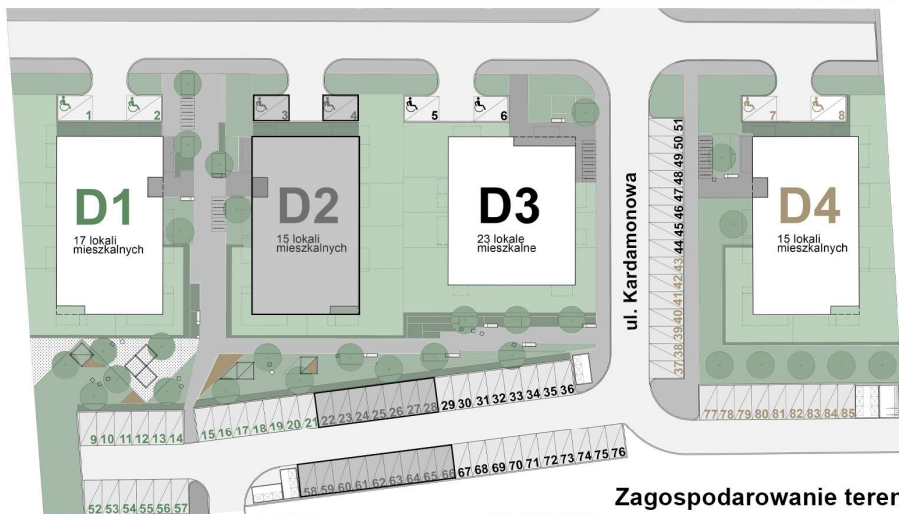 1 2 3 4 5 6 7 8
D1
17 lokali
mieszkalnych
D2
15 lokali
mieszkalnych
D3
23 lokale
mieszkalne
D4
15 lokali
mieszkalnych
ul. Kardamonowa
51
50
49
48
47
46
45
44
43
42
41
40
39
38
37
9 10 11 12 13 14
15 16 17 18 19 20 21 22 23 24 25 26 27 28 29 30 31 32 33 34 35 36
77 78 79 80 81 82 83 84 85
52 53 54 55 56 57
58 59 60 61 62 63 64 65 66 67 68 69 70 71 72 73 74 75 76
Zagospodarowanie teren